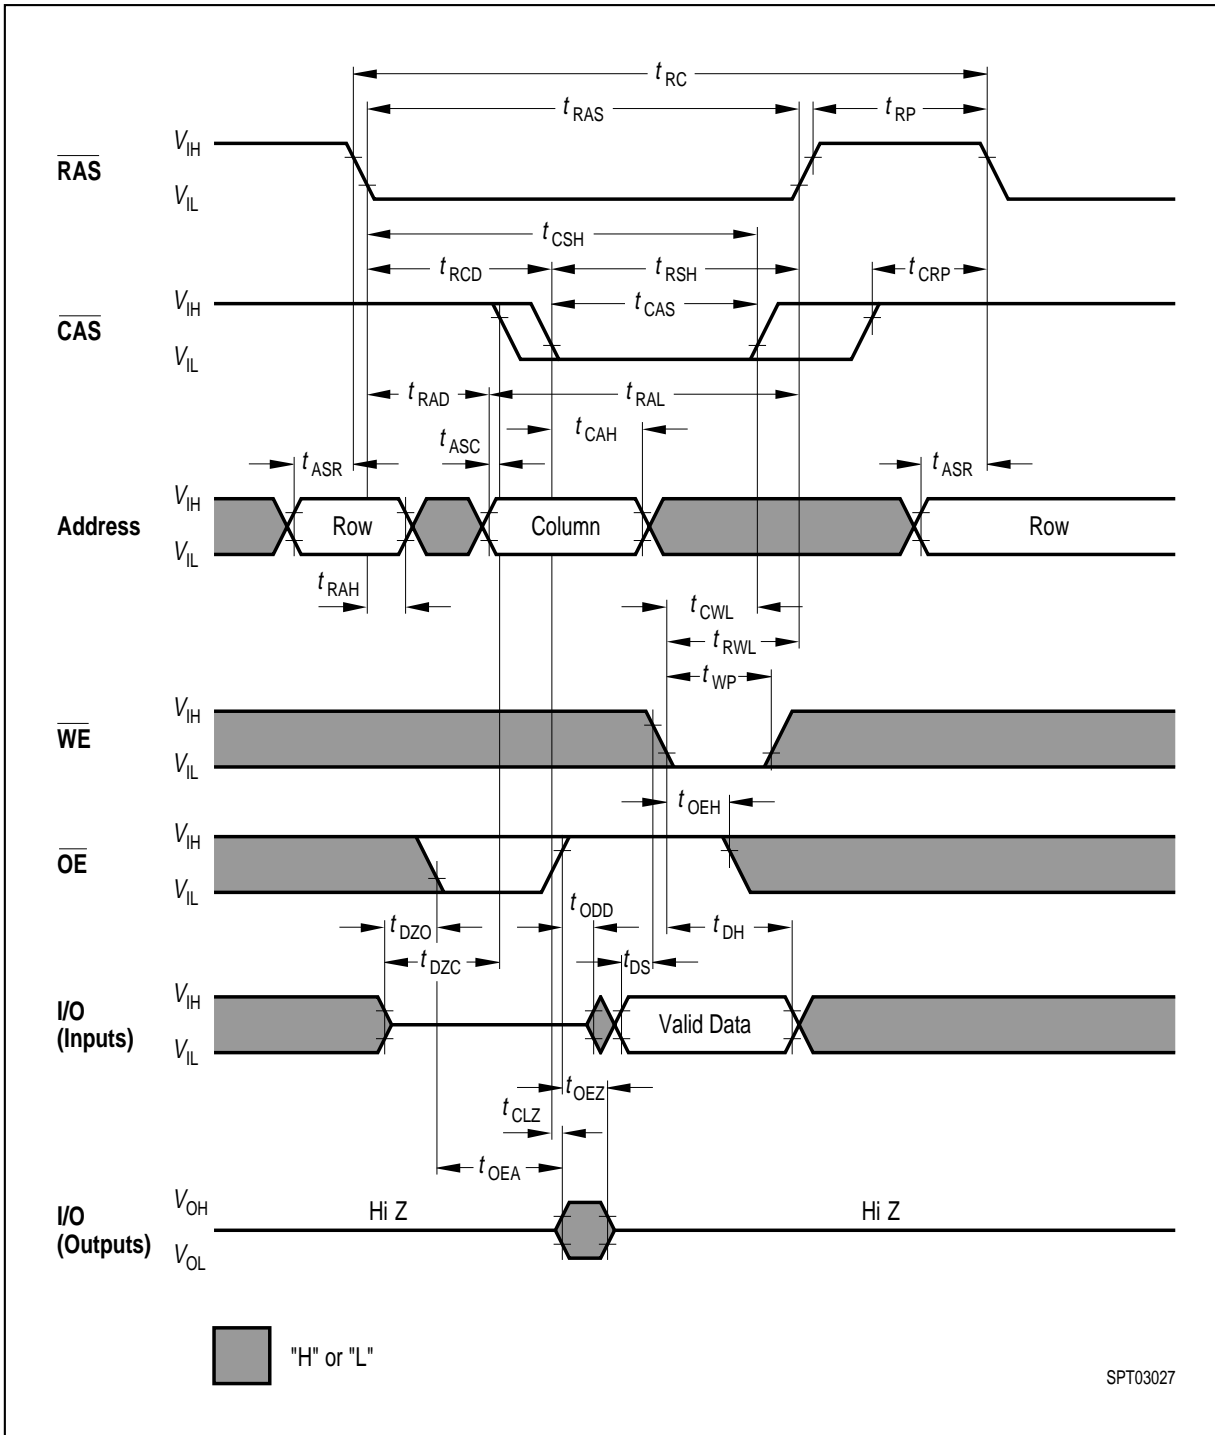 tRC
tRAS
tRP
VIH
RAS
VIL
tCSH
tRCD
tRSH
tCRP
VIH
tCAS
CAS
VIL
tRAD
tRAL
tCAH
tASC
tASR
tASR
VIH
Address
Row
Column
Row
VIL
tRAH
tCWL
tRWL
tWP
VIH
WE
VIL
tOEH
VIH
OE
VIL
tODD
tDZO
tDH
tDZC
tDS
VIH
I/O
(Inputs)
Valid Data
VIL
tOEZ
tCLZ
tOEA
VOH
Hi Z
Hi Z
I/O
(Outputs)
VOL
"H" or "L"
SPT03027